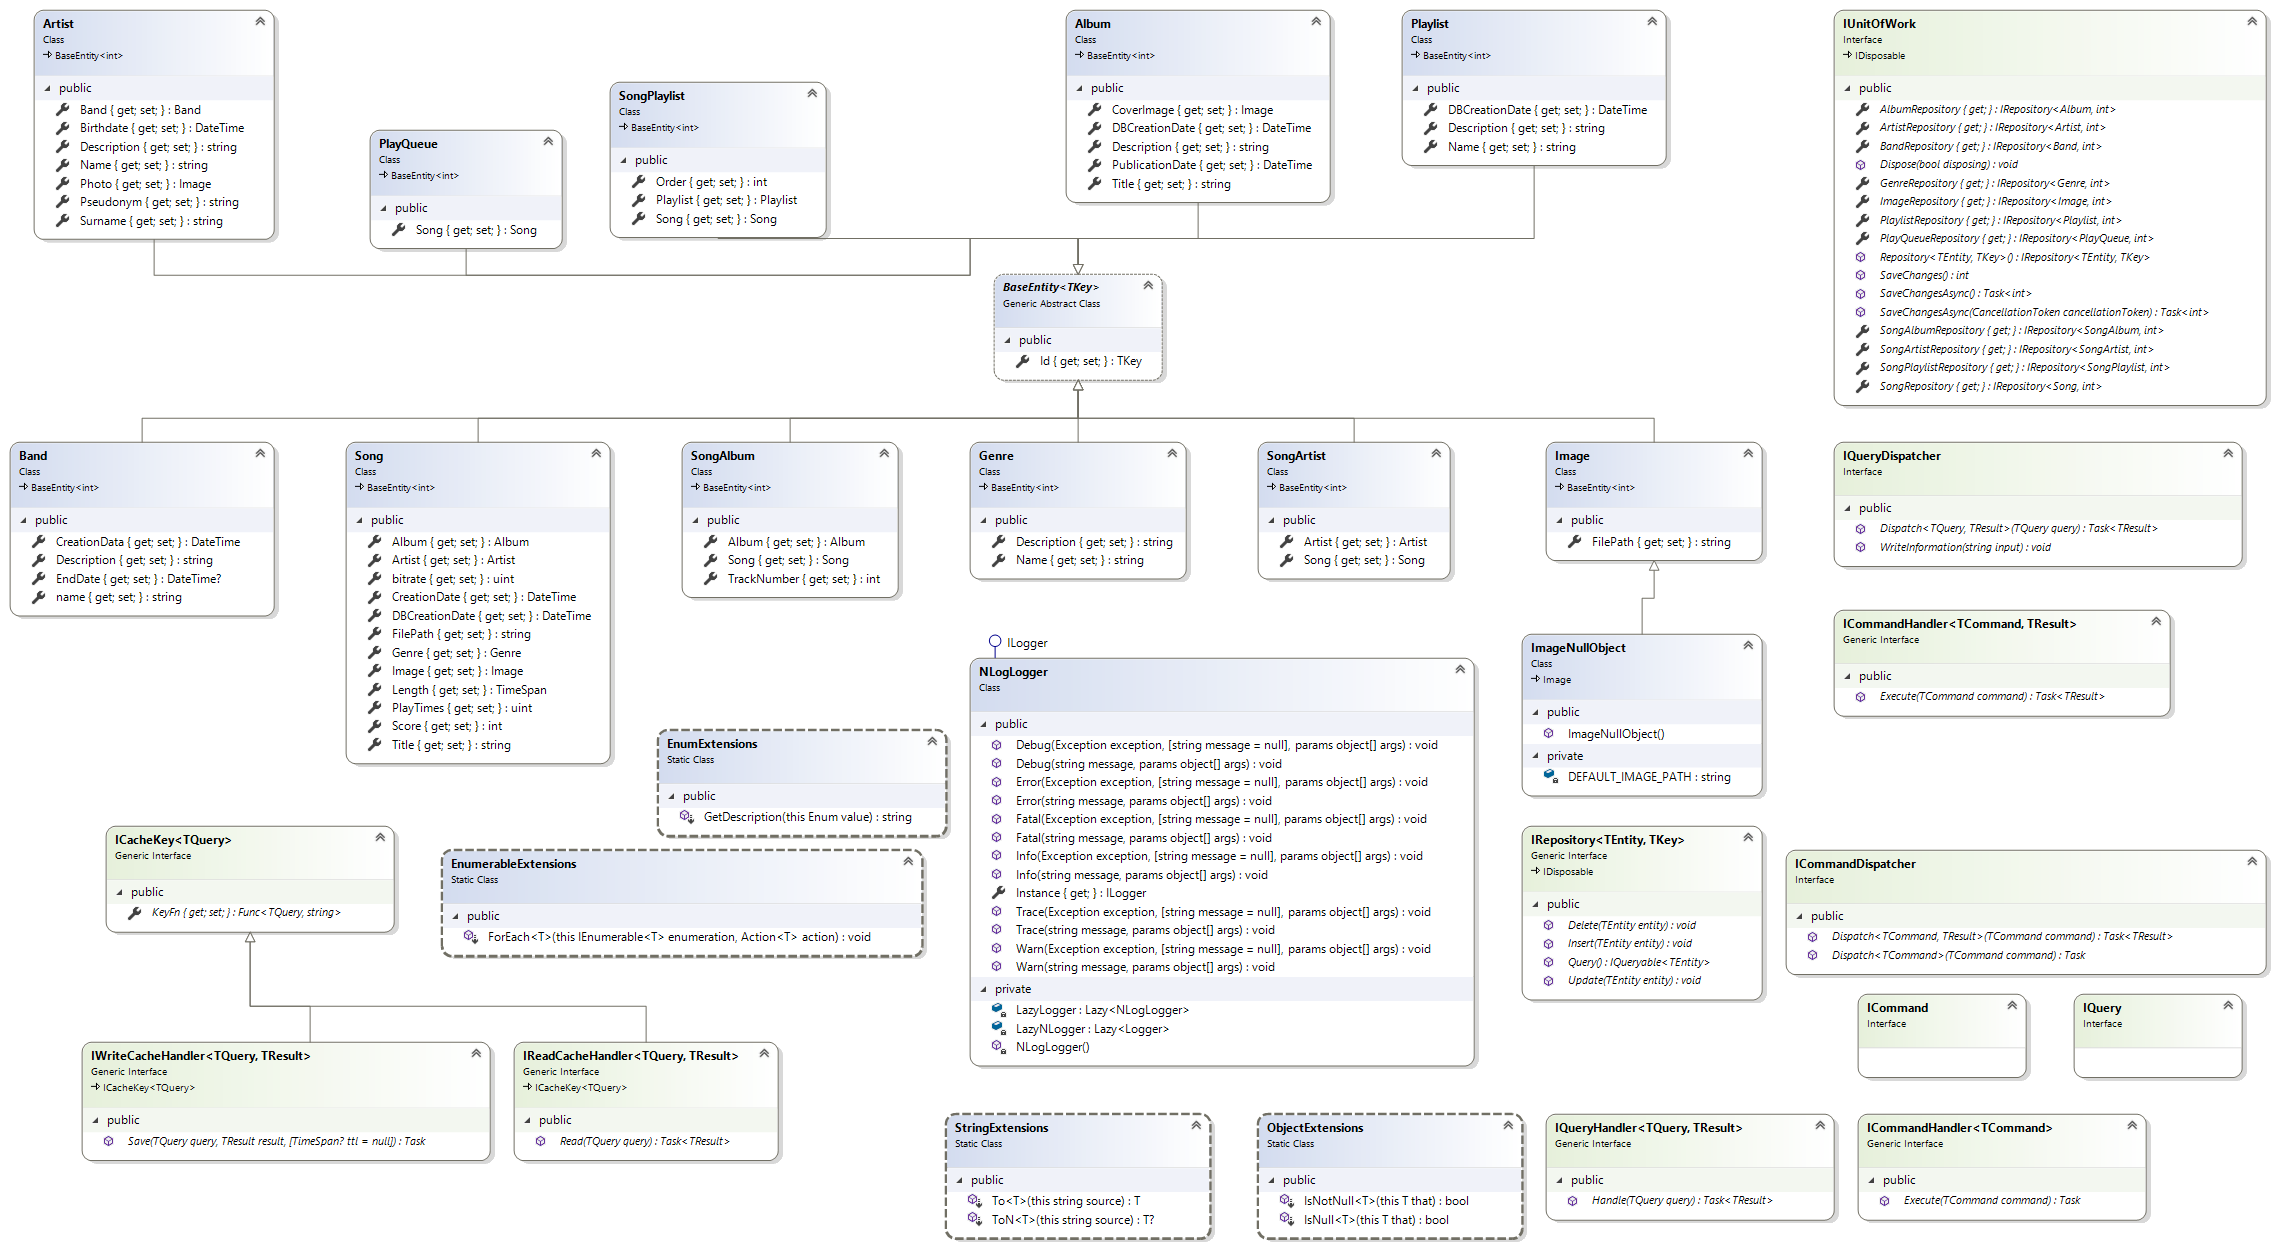 Artist
Class
BaseEntity<int>
public
Band { get; set; } : Band
Birthdate { get; set; } : DateTime
Description { get; set; } : string
Name { get; set; } : string
Photo { get; set; } : Image
Pseudonym { get; set; } : string
Surname { get; set; } : string
PlayQueue
Class
BaseEntity<int>
public
Song { get; set; } : Song
SongPlaylist
Class
BaseEntity<int>
public
Order { get; set; } : int
Playlist { get; set; } : Playlist
Song { get; set; } : Song
Album
Class
BaseEntity<int>
public
CoverImage { get; set; } : Image
DBCreationDate { get; set; } : DateTime
Description { get; set; } : string
PublicationDate { get; set; } : DateTime
Title { get; set; } : string
Playlist
Class
BaseEntity<int>
public
DBCreationDate { get; set; } : DateTime
Description { get; set; } : string
Name { get; set; } : string
IUnitOfWork
Interface
IDisposable
public
AlbumRepository { get; } : IRepository<Album, int>
ArtistRepository { get; } : IRepository<Artist, int>
BandRepository { get; } : IRepository<Band, int>
Dispose(bool disposing) : void
GenreRepository { get; } : IRepository<Genre, int>
ImageRepository { get; } : IRepository<Image, int>
PlaylistRepository { get; } : IRepository<Playlist, int>
PlayQueueRepository { get; } : IRepository<PlayQueue, int>
Repository<TEntity, TKey>() : IRepository<TEntity, TKey>
SaveChanges() : int
SaveChangesAsync() : Task<int>
SaveChangesAsync(CancellationToken cancellationToken) : Task<int>
SongAlbumRepository { get; } : IRepository<SongAlbum, int>
SongArtistRepository { get; } : IRepository<SongArtist, int>
SongPlaylistRepository { get; } : IRepository<SongPlaylist, int>
SongRepository { get; } : IRepository<Song, int>
BaseEntity<TKey>
Generic Abstract Class
public
Id { get; set; } : TKey
Band
Class
BaseEntity<int>
public
CreationData { get; set; } : DateTime
Description { get; set; } : string
EndDate { get; set; } : DateTime?
name { get; set; } : string
Song
Class
BaseEntity<int>
public
Album { get; set; } : Album
Artist { get; set; } : Artist
bitrate { get; set; } : uint
CreationDate { get; set; } : DateTime
DBCreationDate { get; set; } : DateTime
FilePath { get; set; } : string
Genre { get; set; } : Genre
Image { get; set; } : Image
Length { get; set; } : TimeSpan
PlayTimes { get; set; } : uint
Score { get; set; } : int
Title { get; set; } : string
SongAlbum
Class
BaseEntity<int>
public
Album { get; set; } : Album
Song { get; set; } : Song
TrackNumber { get; set; } : int
Genre
Class
BaseEntity<int>
public
Description { get; set; } : string
Name { get; set; } : string
SongArtist
Class
BaseEntity<int>
public
Artist { get; set; } : Artist
Song { get; set; } : Song
Image
Class
BaseEntity<int>
public
FilePath { get; set; } : string
IQueryDispatcher
Interface
public
Dispatch<TQuery, TResult>(TQuery query) : Task<TResult>
WriteInformation(string input) : void
ICommandHandler<TCommand, TResult>
Generic Interface
public
Execute(TCommand command) : Task<TResult>
ILogger
NLogLogger
Class
public
Debug(Exception exception, [string message = null], params object[] args) : void
Debug(string message, params object[] args) : void
Error(Exception exception, [string message = null], params object[] args) : void
Error(string message, params object[] args) : void
Fatal(Exception exception, [string message = null], params object[] args) : void
Fatal(string message, params object[] args) : void
Info(Exception exception, [string message = null], params object[] args) : void
Info(string message, params object[] args) : void
Instance { get; } : ILogger
Trace(Exception exception, [string message = null], params object[] args) : void
Trace(string message, params object[] args) : void
Warn(Exception exception, [string message = null], params object[] args) : void
Warn(string message, params object[] args) : void
private
LazyLogger : Lazy<NLogLogger>
LazyNLogger : Lazy<Logger>
NLogLogger()
ImageNullObject
Class
Image
public
ImageNullObject()
private
DEFAULT_IMAGE_PATH : string
EnumExtensions
Static Class
public
GetDescription(this Enum value) : string
ICacheKey<TQuery>
Generic Interface
public
KeyFn { get; set; } : Func<TQuery, string>
EnumerableExtensions
Static Class
public
ForEach<T>(this IEnumerable<T> enumeration, Action<T> action) : void
IRepository<TEntity, TKey>
Generic Interface
IDisposable
public
Delete(TEntity entity) : void
Insert(TEntity entity) : void
Query() : IQueryable<TEntity>
Update(TEntity entity) : void
ICommandDispatcher
Interface
public
Dispatch<TCommand, TResult>(TCommand command) : Task<TResult>
Dispatch<TCommand>(TCommand command) : Task
ICommand
Interface
IQuery
Interface
IWriteCacheHandler<TQuery, TResult>
Generic Interface
ICacheKey<TQuery>
public
Save(TQuery query, TResult result, [TimeSpan? ttl = null]) : Task
IReadCacheHandler<TQuery, TResult>
Generic Interface
ICacheKey<TQuery>
public
Read(TQuery query) : Task<TResult>
StringExtensions
Static Class
public
To<T>(this string source) : T
ToN<T>(this string source) : T?
ObjectExtensions
Static Class
public
IsNotNull<T>(this T that) : bool
IsNull<T>(this T that) : bool
IQueryHandler<TQuery, TResult>
Generic Interface
public
Handle(TQuery query) : Task<TResult>
ICommandHandler<TCommand>
Generic Interface
public
Execute(TCommand command) : Task